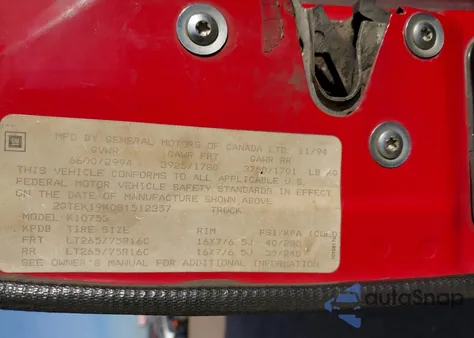 GM
MFD BY GENERAL MOTORS OF CANADA LTD. 11/94
GVWR GAWR FRT GAWR RR
6600/2994 3925/1780 3750/1701 LB KG
THIS VEHICLE CONFORMS TO ALL APPLICABLE U.S.
FEDERAL MOTOR VEHICLE SAFETY STANDARDS IN EFFECT
ON THE DATE OF MANUFACTURE SHOWN ABOVE
TRUCK
MODEL: K10753
KPDB TIRE SIZE RIM PSI/KPA (COLD)
FRT LT265/75R16C 16X7/6.5J
RR LT265/75R16C 16X7/6.5J
SEE OWNER'S MANUAL FOR ADDITIONAL INFORMATION
autoSnap